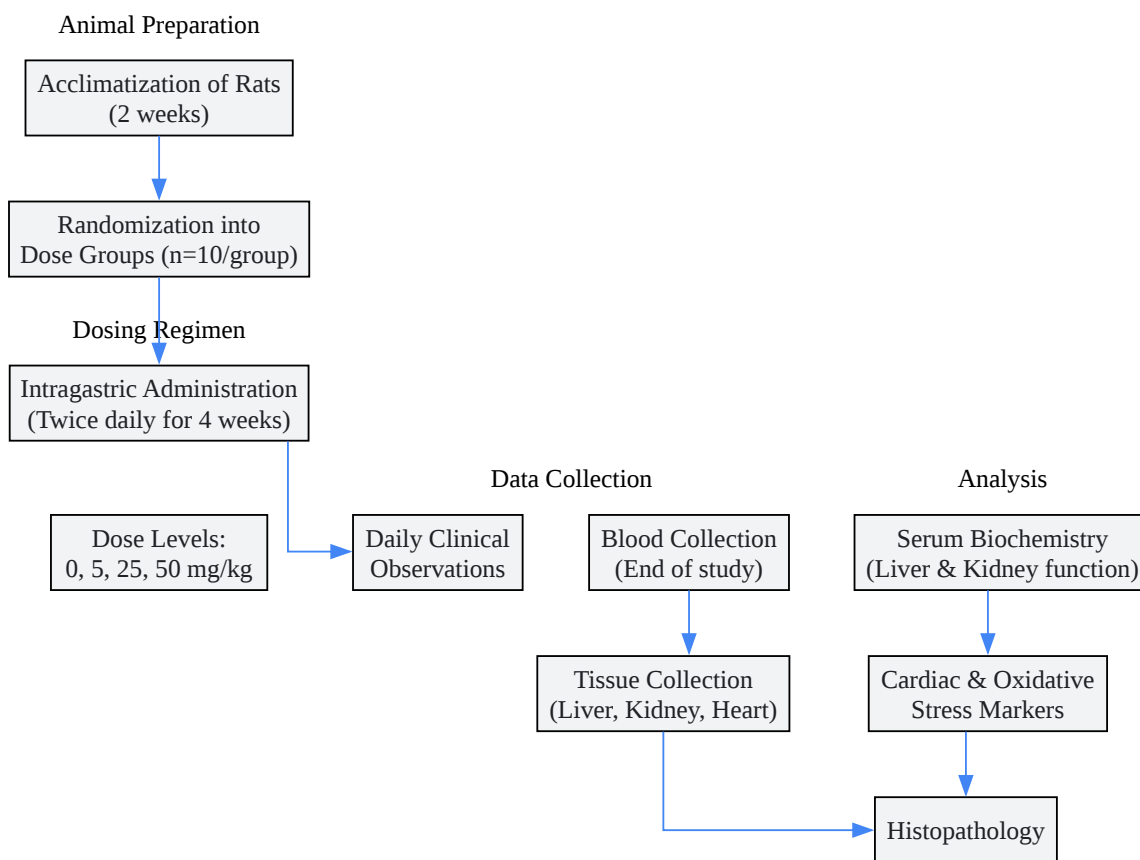 Animal Preparation
Acclimatization of Rats
(2 weeks)
Randomization into
Dose Groups (n=10/group)
Dosing Regimen
Intragastric Administration
(Twice daily for 4 weeks)
Dose Levels:
0, 5, 25, 50 mg/kg
Data Collection
Daily Clinical
Observations
Blood Collection
(End of study)
Tissue Collection
(Liver, Kidney, Heart)
Analysis
Serum Biochemistry
(Liver & Kidney function)
Cardiac & Oxidative
Stress Markers
Histopathology